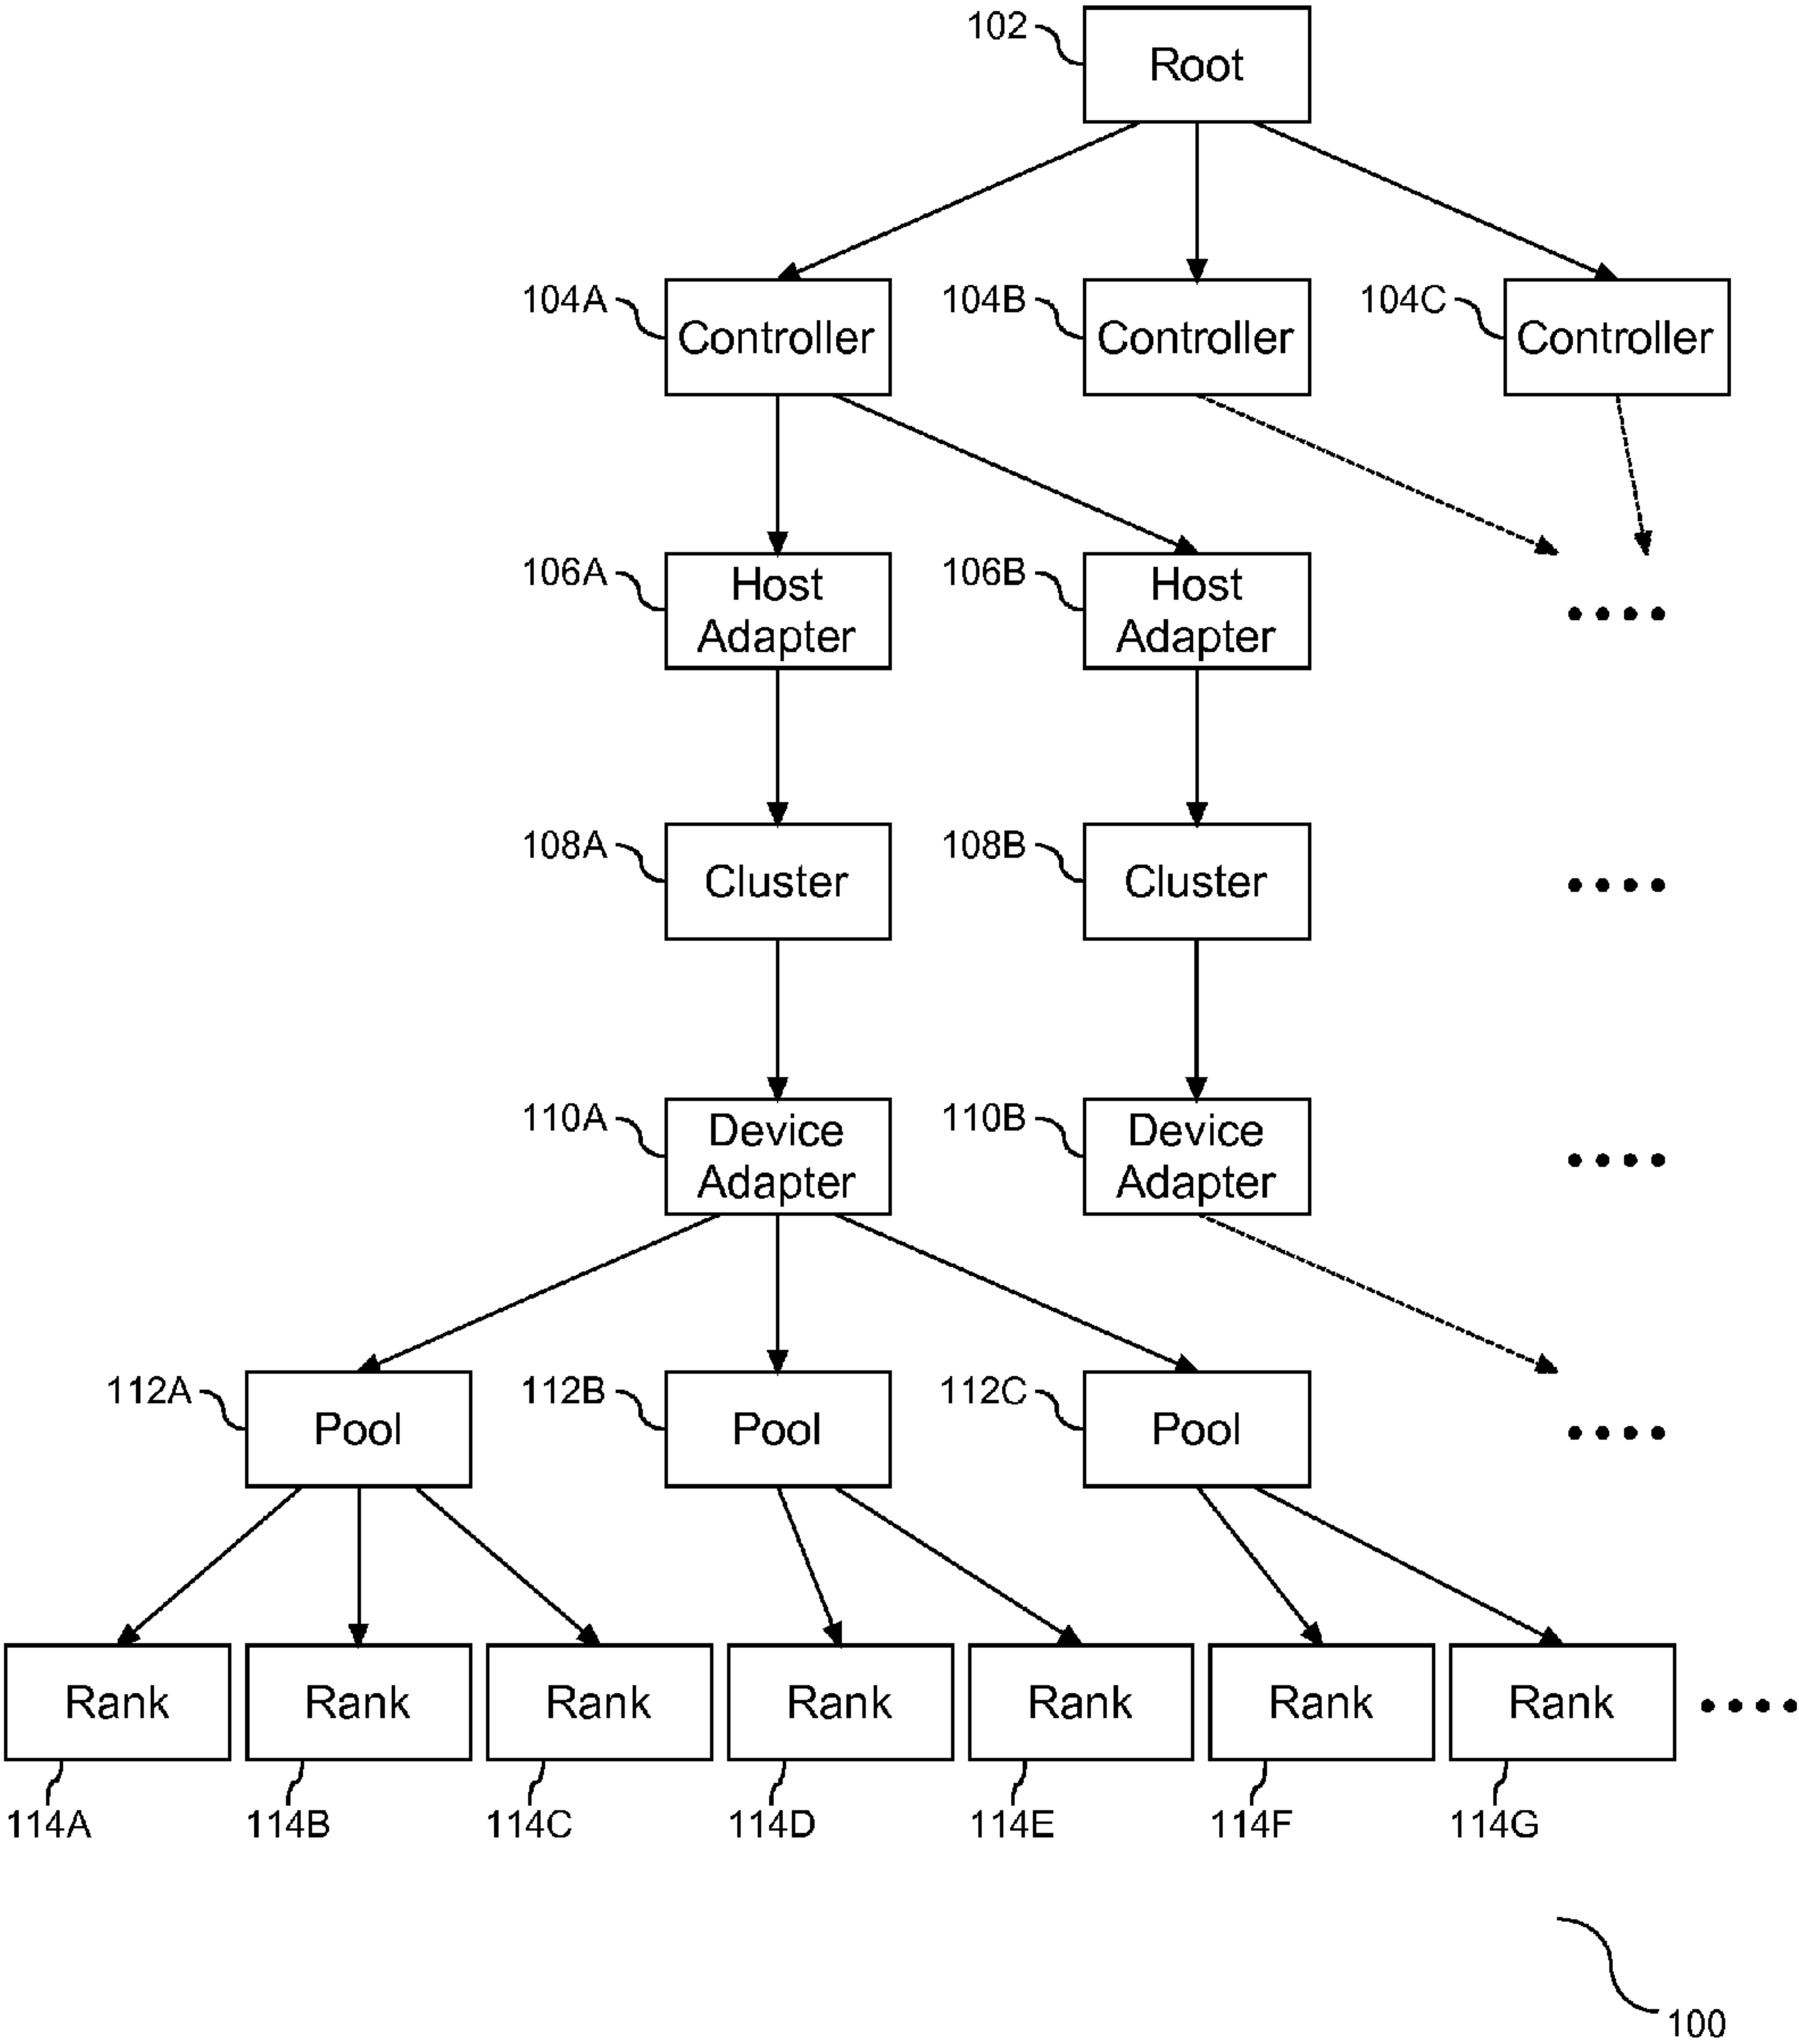 102
Root
104A
Controller
104B
Controller
104C
Controller
106A
Host
Adapter
106B
Host
Adapter
108A
Cluster
108B
Cluster
110A
Device
Adapter
110B
Device
Adapter
112A
Pool
112B
Pool
112C
Pool
Rank
Rank
Rank
Rank
Rank
Rank
Rank
114A
114B
114C
114D
114E
114F
114G
100